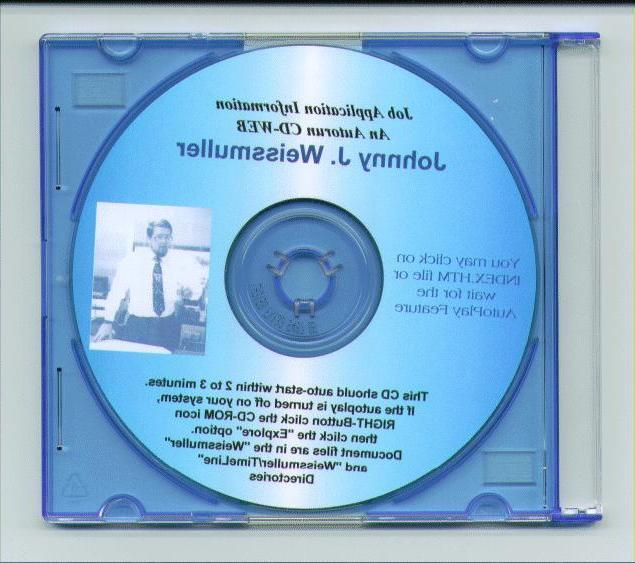 Job Application Information
An Autorun CD-WEB
Johnny J. Weissmuller
You may click on
INDEX.HTM file or
wait for the
AutoPlay Feature
This CD should auto-start within 2 to 3 minutes.
If the autoplay is turned off on your system,
RIGHT-Button click the CD-ROM icon
then click the "Explore" option.
Document files are in the "Weissmuller"
and "Weissmuller/TimeLine"
Directories